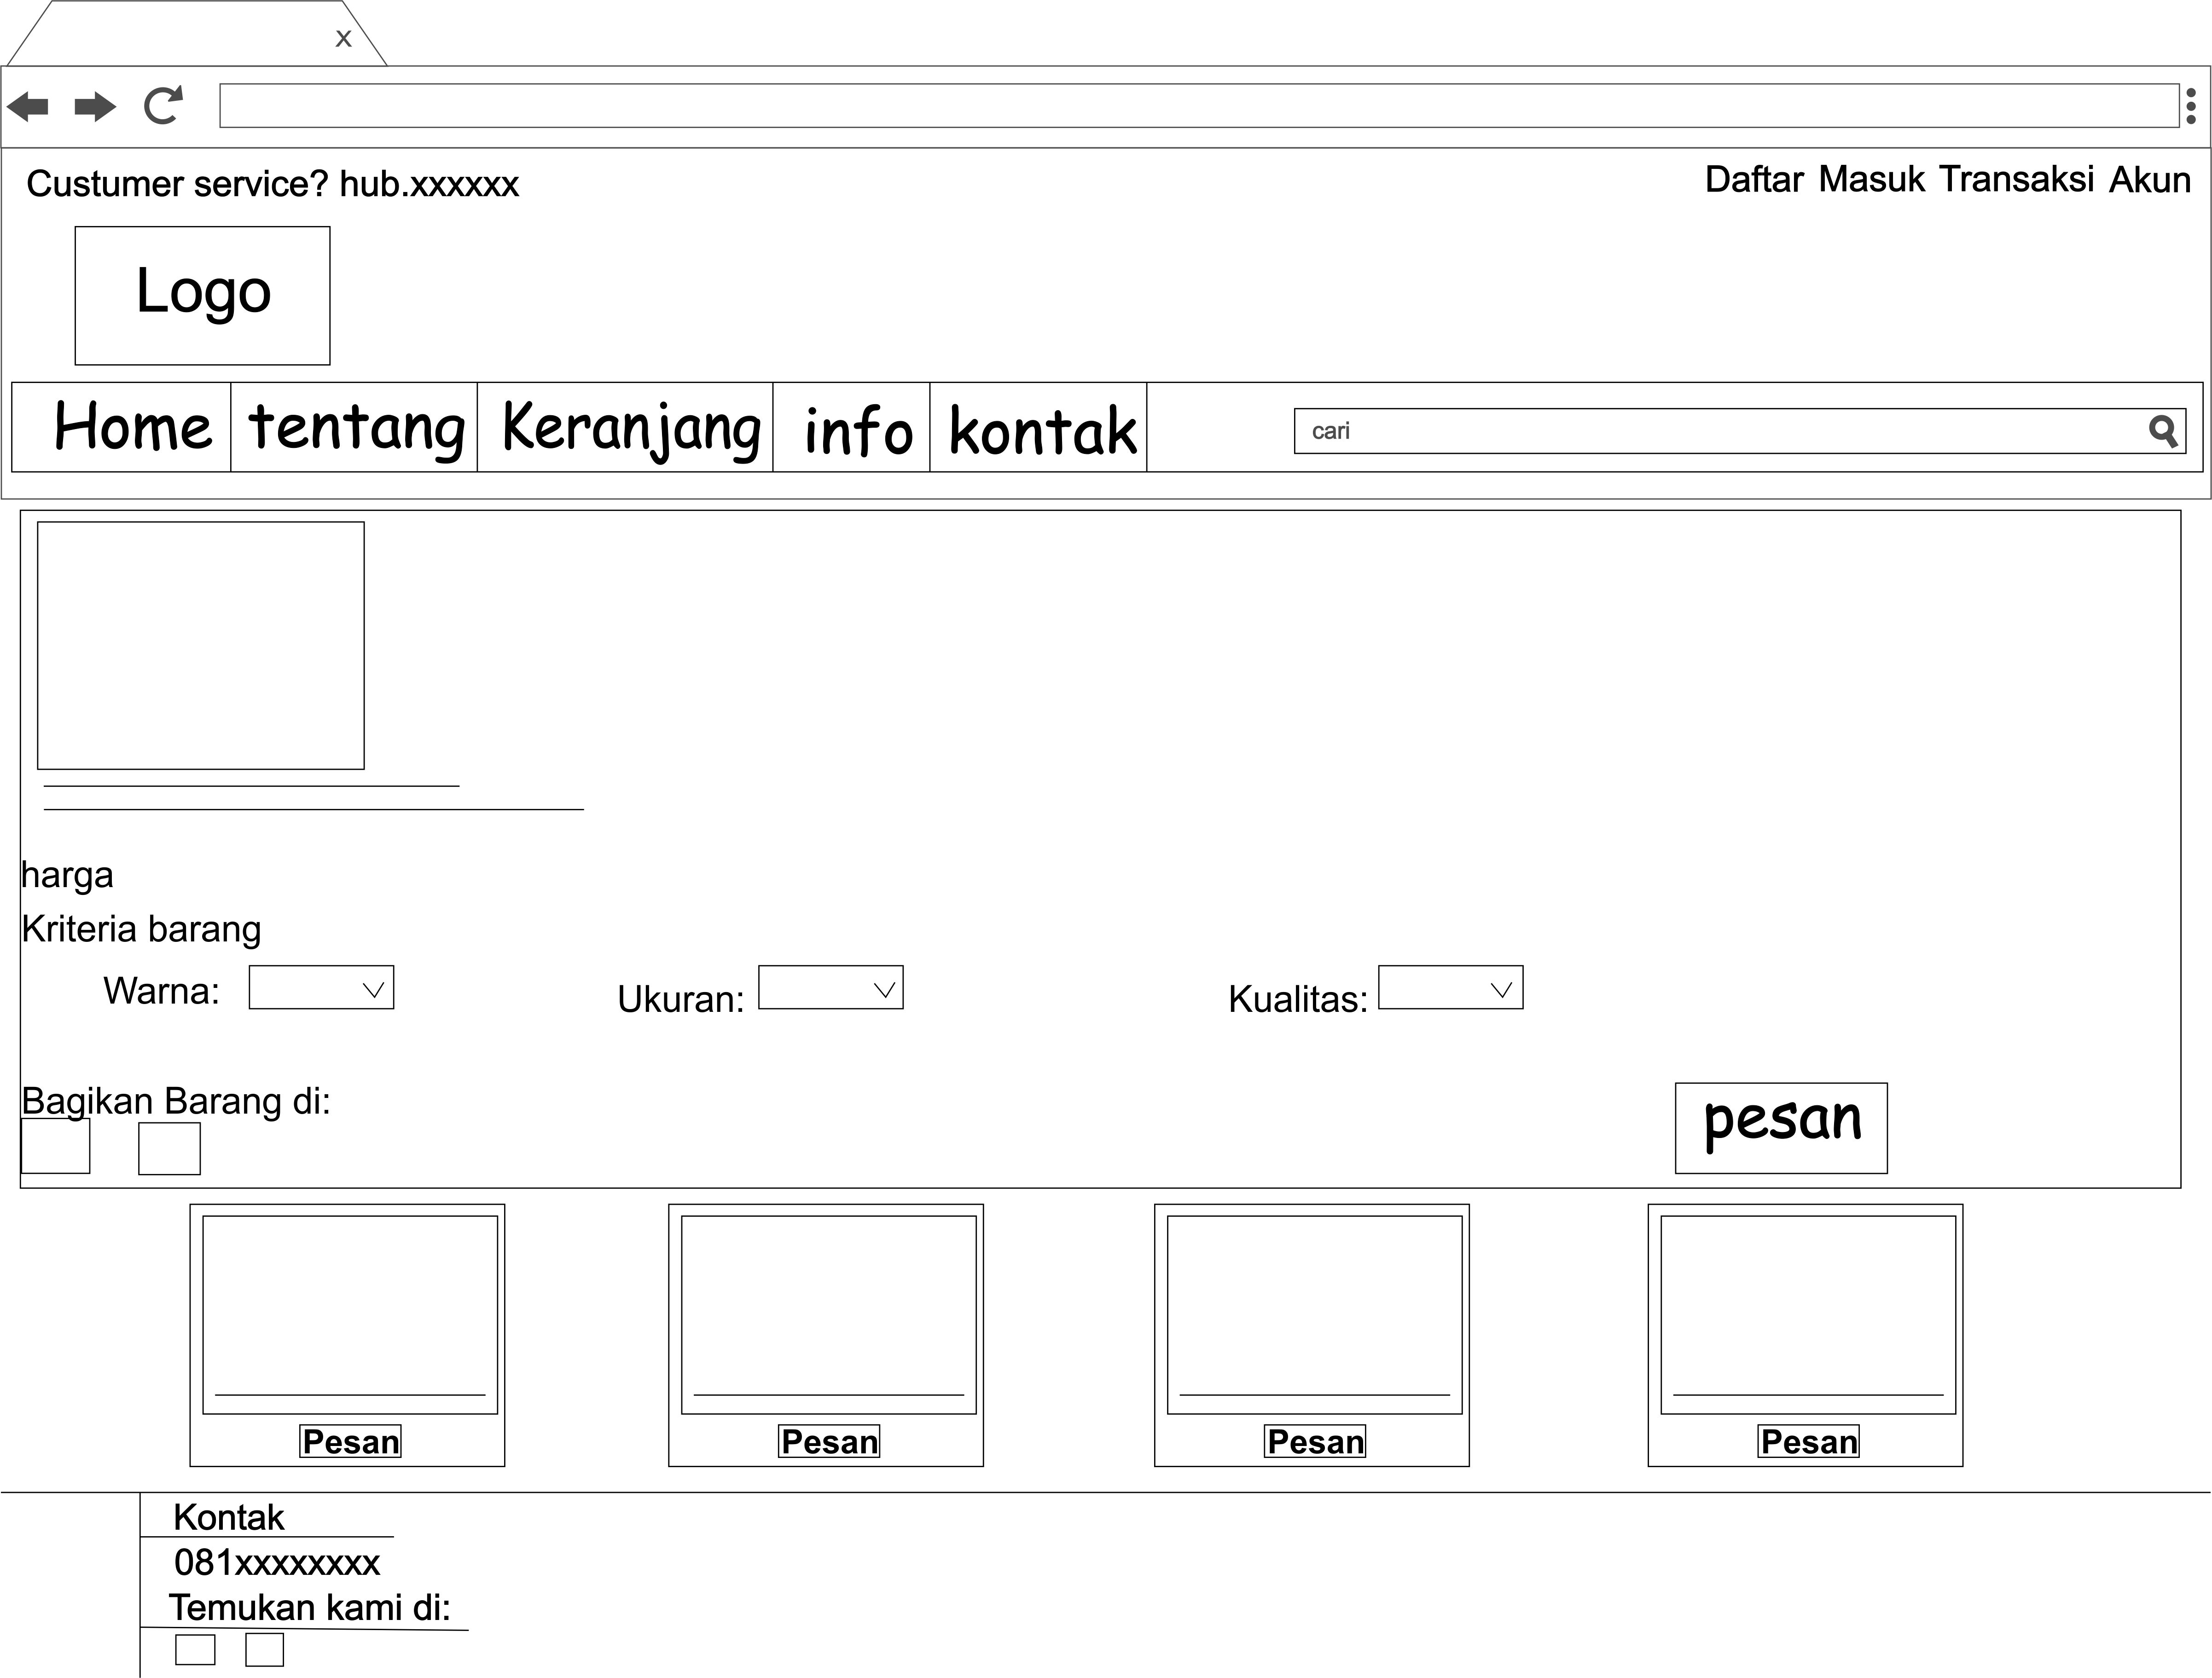 x
Custumer service? hub.xxxxxx
Daftar Masuk Transaksi Akun
Logo
Home tentang Keranjang info kontak
cari
harga
Kriteria barang
Warna: Ukuran: Kualitas:
Bagikan Barang di:
pesan
Pesan Pesan Pesan Pesan
Kontak
081xxxxxxxx
Temukan kami di: